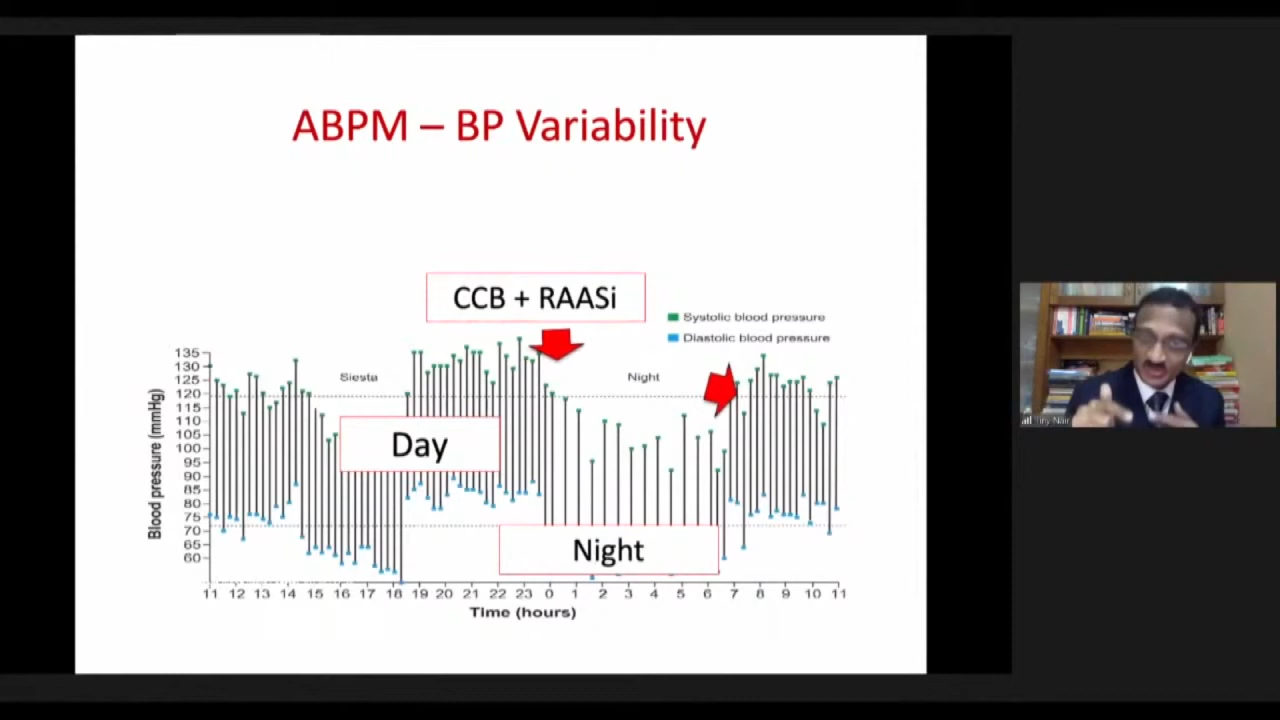 ABPM – BP Variability
CCB + RAASi
Systolic blood pressure
Diastolic blood pressure
Siesta
Night
Day
Night
Blood pressure (mmHg)
135
130
125
120
115
110
105
100
95
90
85
80
75
70
65
60
11 12 13 14 15 16 17 18 19 20 21 22 23 0 1 2 3 4 5 6 7 8 9 10 11
Time (hours)
Tiny Nair